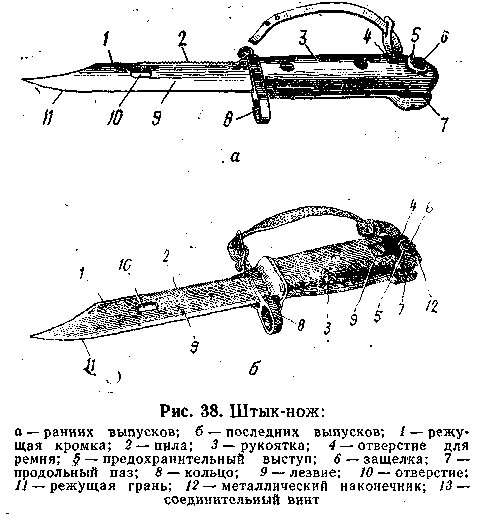 1 2 3 4 5 6
11 10 9 8 7
а
1 10 2 4 6
11 9 8 3 9 5 7 12
б
Рис. 38. Штык-нож:
а — ранних выпусков; б — последних выпусков; 1 — режу-
щая кромка; 2 — пила; 3 — рукоятка; 4 — отверстие для
ремня; 5 — предохранительный выступ; 6 — защелка; 7 —
продольный паз; 8 — кольцо; 9 — лезвие; 10 — отверстие;
11 — режущая грань; 12 — металлический наконечник; 13 —
соединительный винт